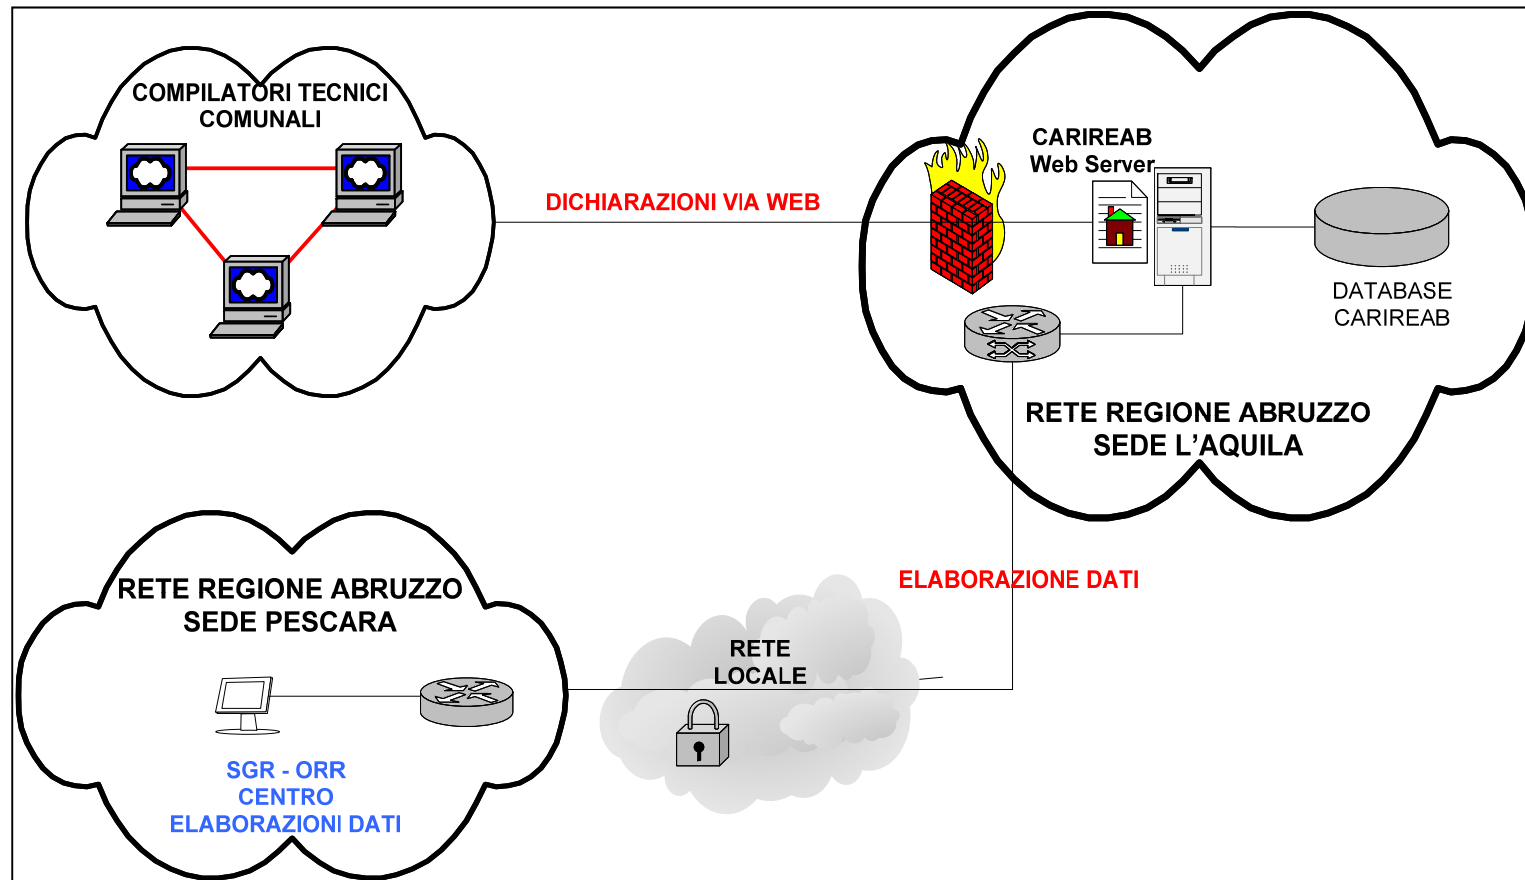 COMPILATORI TECNICI
COMUNALI
DICHIARAZIONI VIA WEB
CARIREAB
Web Server
DATABASE
CARIREAB
RETE REGIONE ABRUZZO
SEDE L’AQUILA
ELABORAZIONE DATI
RETE REGIONE ABRUZZO
SEDE PESCARA
RETE
LOCALE
SGR - ORR
CENTRO
ELABORAZIONI DATI